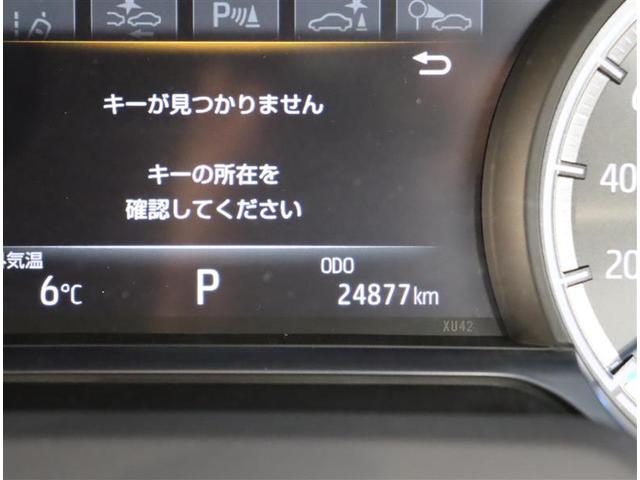 P
キーが見つかりません
キーの所在を
確認してください
外気温
6℃
P
ODO
24877km
XU42
40
20